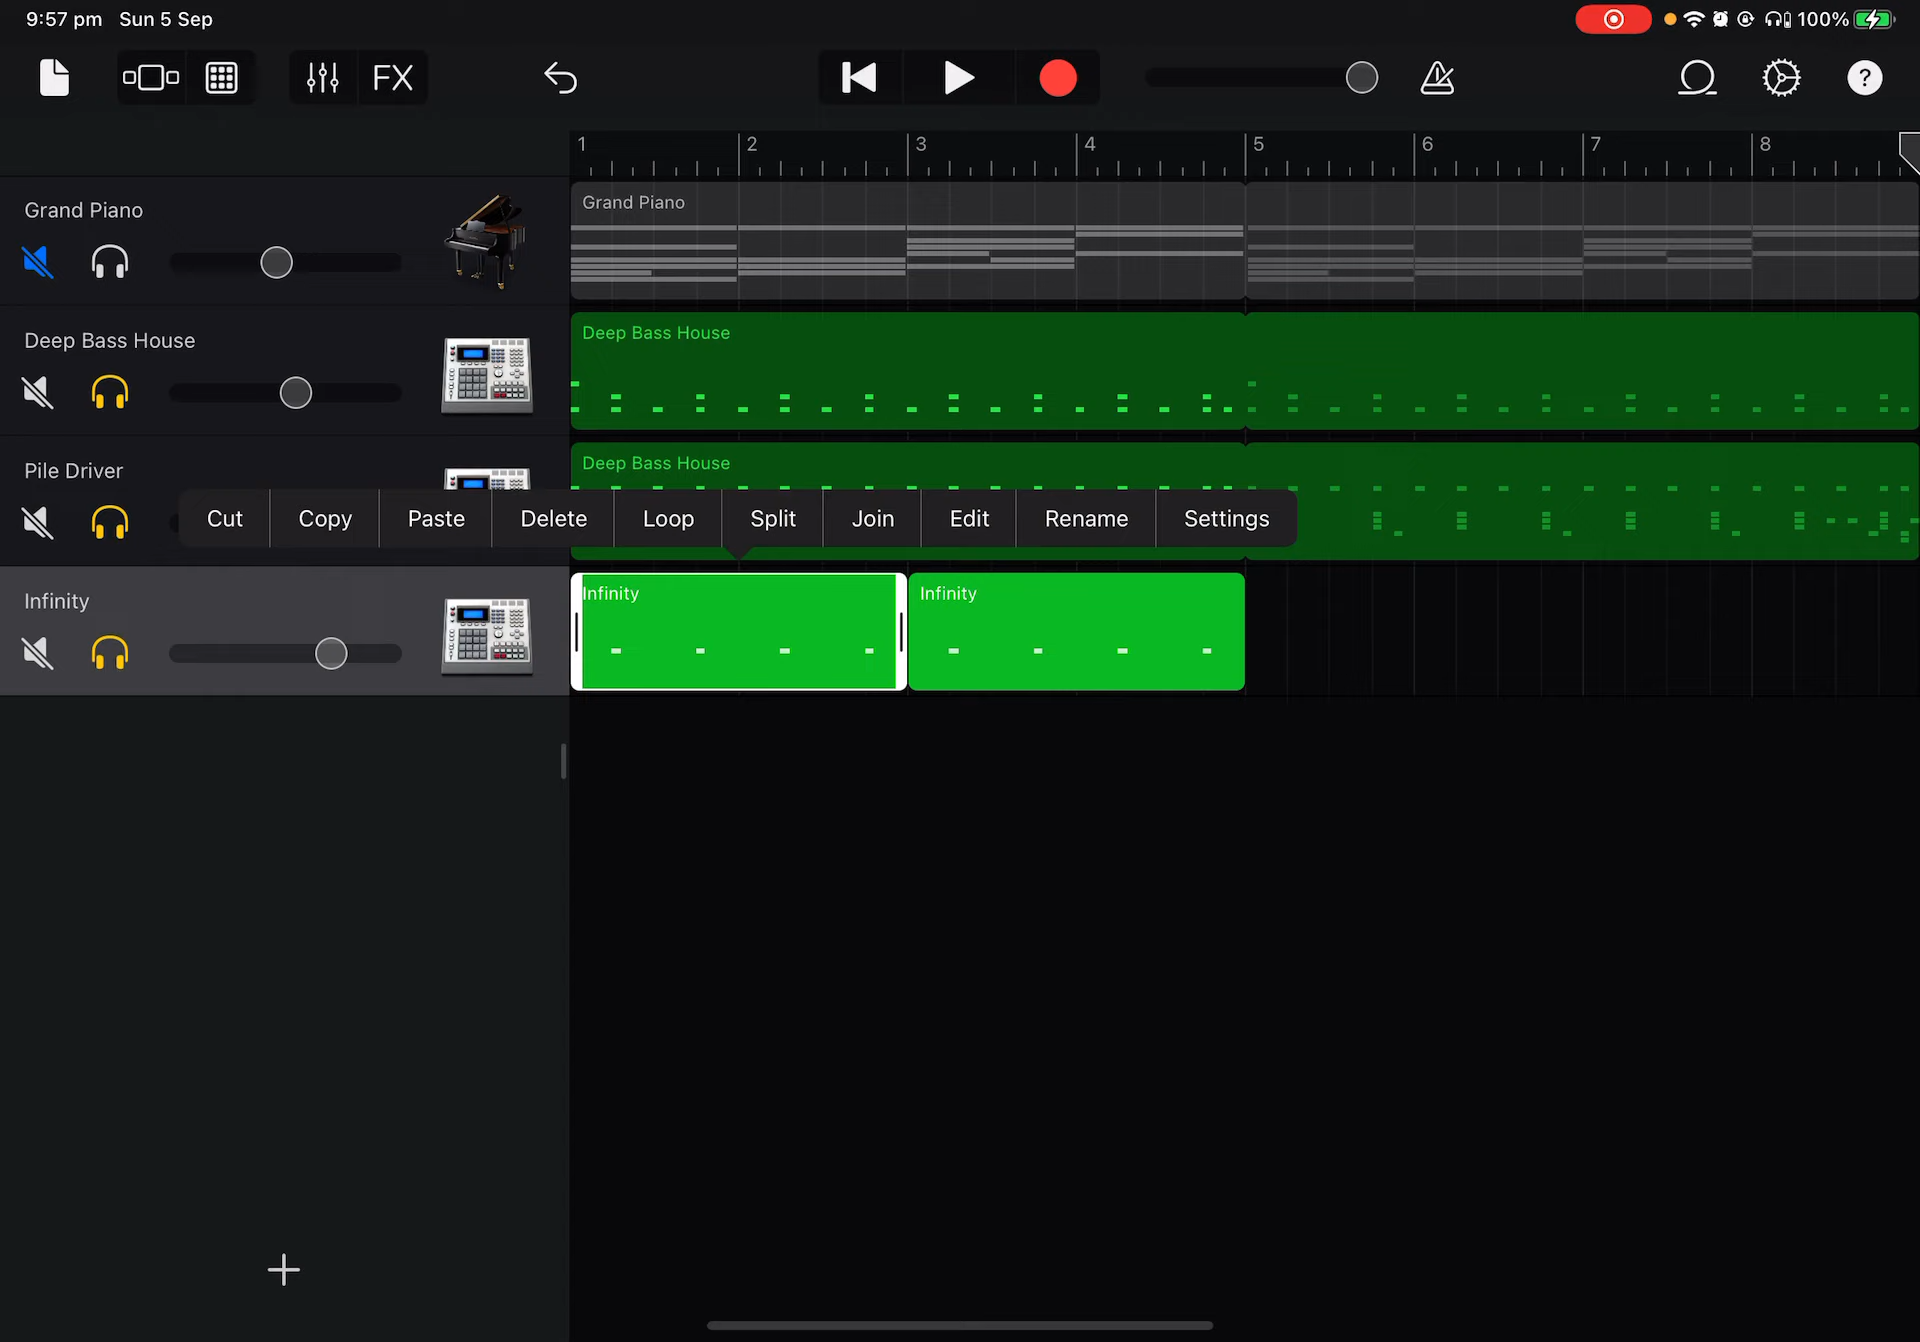 9:57 pm Sun 5 Sep
100%
FX
?
1 2 3 4 5 6 7 8
Grand Piano
Grand Piano
Deep Bass House
Deep Bass House
Pile Driver
Deep Bass House
Cut Copy Paste Delete Loop Split Join Edit Rename Settings
Infinity
Infinity
Infinity